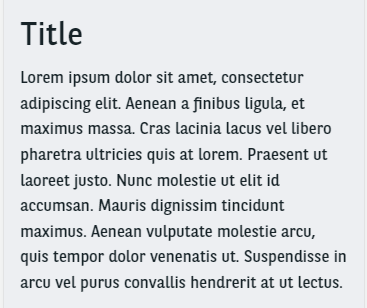 Title
Lorem ipsum dolor sit amet, consectetur
adipiscing elit. Aenean a finibus ligula, et
maximus massa. Cras lacinia lacus vel libero
pharetra ultricies quis at lorem. Praesent ut
laoreet justo. Nunc molestie ut elit id
accumsan. Mauris dignissim tincidunt
maximus. Aenean vulputate molestie arcu,
quis tempor dolor venenatis ut. Suspendisse in
arcu vel purus convallis hendrerit at ut lectus.